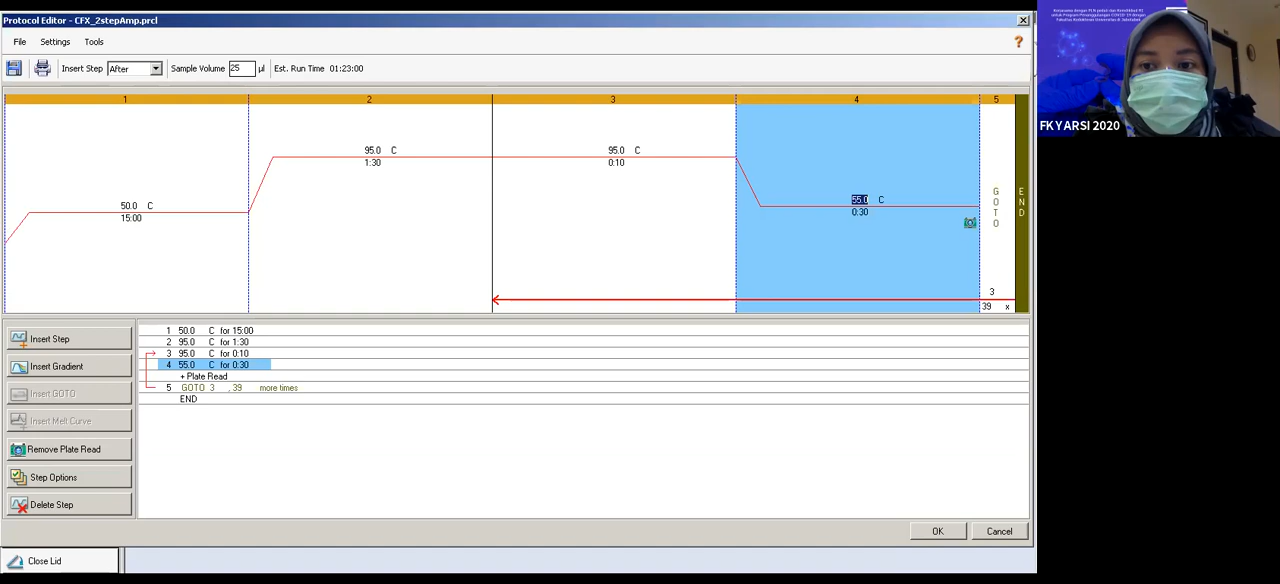 Protocol Editor - CFX_2stepAmp.prcl
File Settings Tools
?
Insert Step After Sample Volume 25 µl Est. Run Time 01:23:00
1 2 3 4 5
50.0 C
15:00
95.0 C
1:30
95.0 C
0:10
55.0 C
0:30
GOTO
END
3
39 x
Insert Step
Insert Gradient
Insert GOTO
Insert Melt Curve
Remove Plate Read
Step Options
Delete Step
1 50.0 C for 15:00
2 95.0 C for 1:30
3 95.0 C for 0:10
4 55.0 C for 0:30
+ Plate Read
5 GOTO 3 , 39 more times
END
OK Cancel
Close Lid
FK YARSI 2020